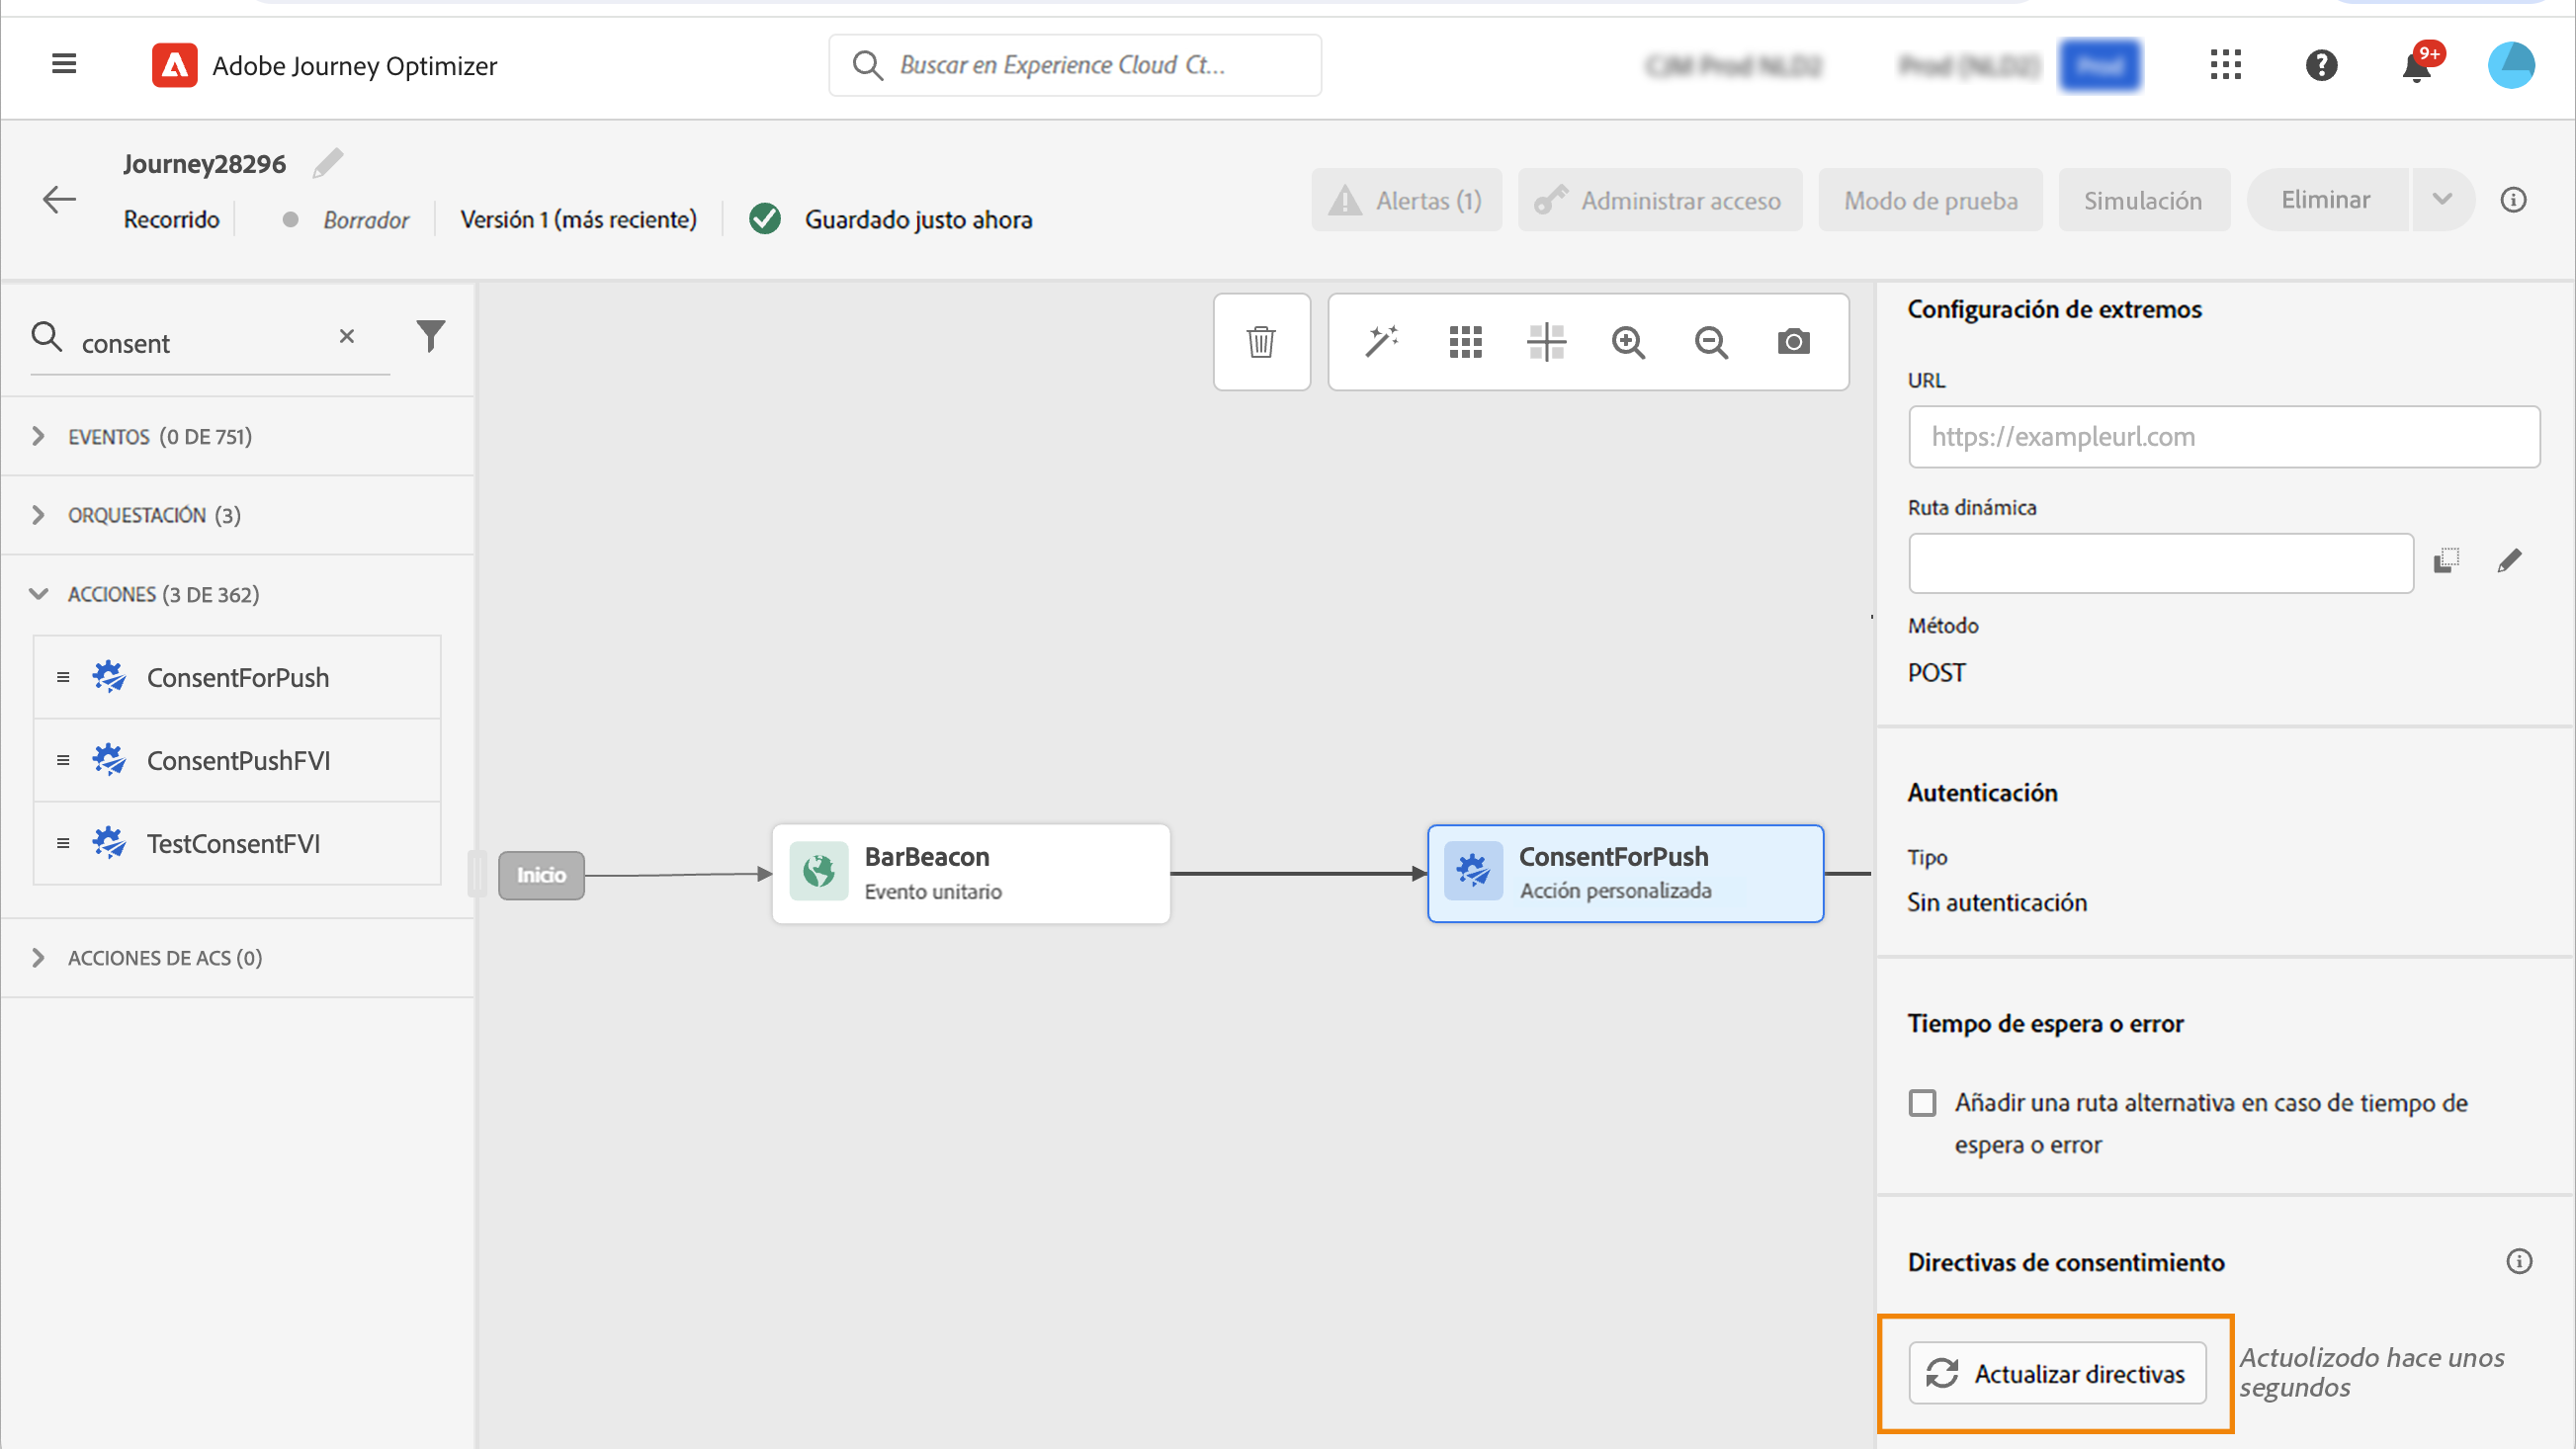 Adobe Journey Optimizer
Buscar en Experience Cloud Ct...
9+
Journey28296
Recorrido
Borrador
Versión 1 (más reciente)
Guardado justo ahora
Alertas (1)
Administrar acceso
Modo de prueba
Simulación
Eliminar
consent
EVENTOS (0 DE 751)
ORQUESTACIÓN (3)
ACCIONES (3 DE 362)
ConsentForPush
ConsentPushFVI
TestConsentFVI
ACCIONES DE ACS (0)
Inicio
BarBeacon
Evento unitario
ConsentForPush
Acción personalizada
Configuración de extremos
URL
https://exampleurl.com
Ruta dinámica
Método
POST
Autenticación
Tipo
Sin autenticación
Tiempo de espera o error
Añadir una ruta alternativa en caso de tiempo de
espera o error
Directivas de consentimiento
Actualizar directivas
Actuolizodo hace unos
segundos